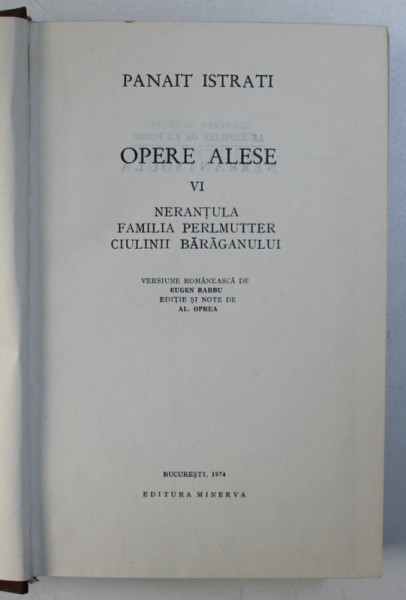 PANAIT ISTRATI
OPERE ALESE
VI
NERANȚULA
FAMILIA PERLMUTTER
CIULINII BĂRĂGANULUI
VERSIUNE ROMÂNEASCĂ DE
EUGEN BARBU
EDIȚIE ȘI NOTE DE
AL. OPREA
BUCUREȘTI, 1974
EDITURA MINERVA